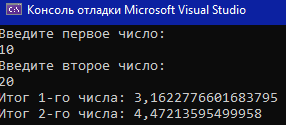 Консоль отладки Microsoft Visual Studio
Введите первое число:
10
Введите второе число:
20
Итог 1-го числа: 3,1622776601683795
Итог 2-го числа: 4,47213595499958